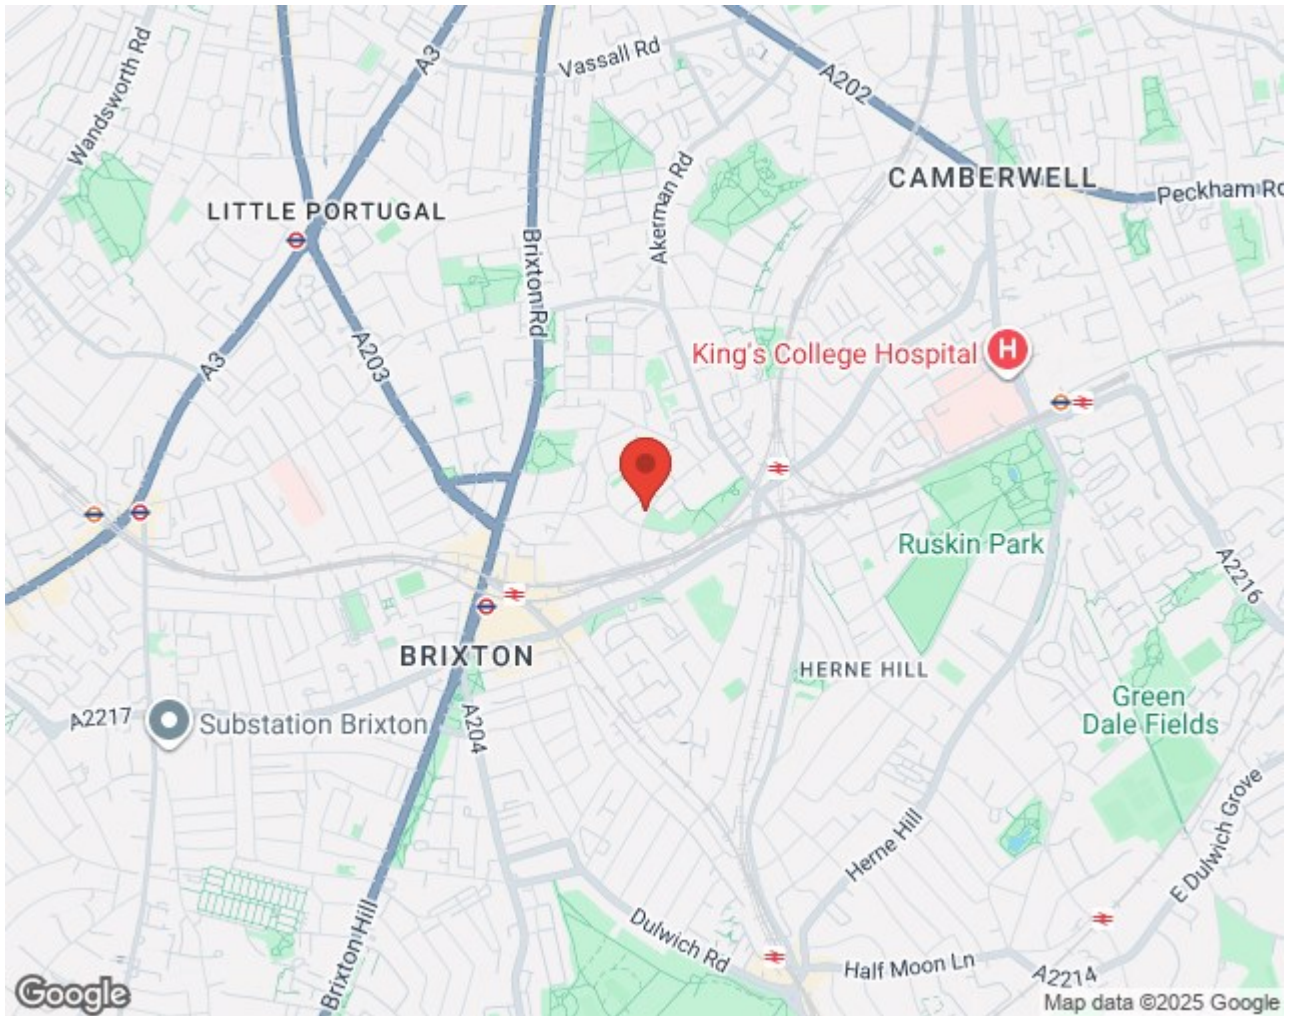 Wandsworth Rd
A3
Vassall Rd
A202
CAMBERWELL
Peckham Rd
LITTLE PORTUGAL
Akerman Rd
Brixton Rd
A203
A3
King's College Hospital
H
Ruskin Park
A2216
BRIXTON
HERNE HILL
Green
Dale Fields
A2217
Substation Brixton
A204
Herne Hill
E Dulwich Grove
Brixton Hill
Dulwich Rd
Half Moon Ln
A2214
Google
Map data ©2025 Google